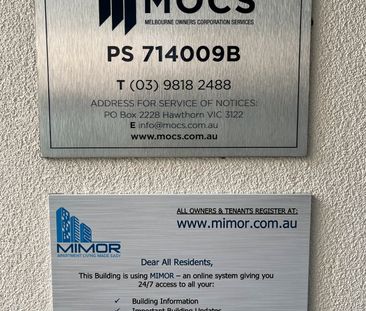 MOCS
MELBOURNE OWNERS CORPORATION SERVICES
PS 714009B
T (03) 9818 2488
ADDRESS FOR SERVICE OF NOTICES:
PO Box 2228 Hawthorn VIC 3122
E info@mocs.com.au
www.mocs.com.au
ALL OWNERS & TENANTS REGISTER AT:
www.mimor.com.au
MIMOR
APARTMENT LIVING MADE EASY
Dear All Residents,
This Building is using MIMOR – an online system giving you
24/7 access to all your:
✓ Building Information
✓ Important Building Updates